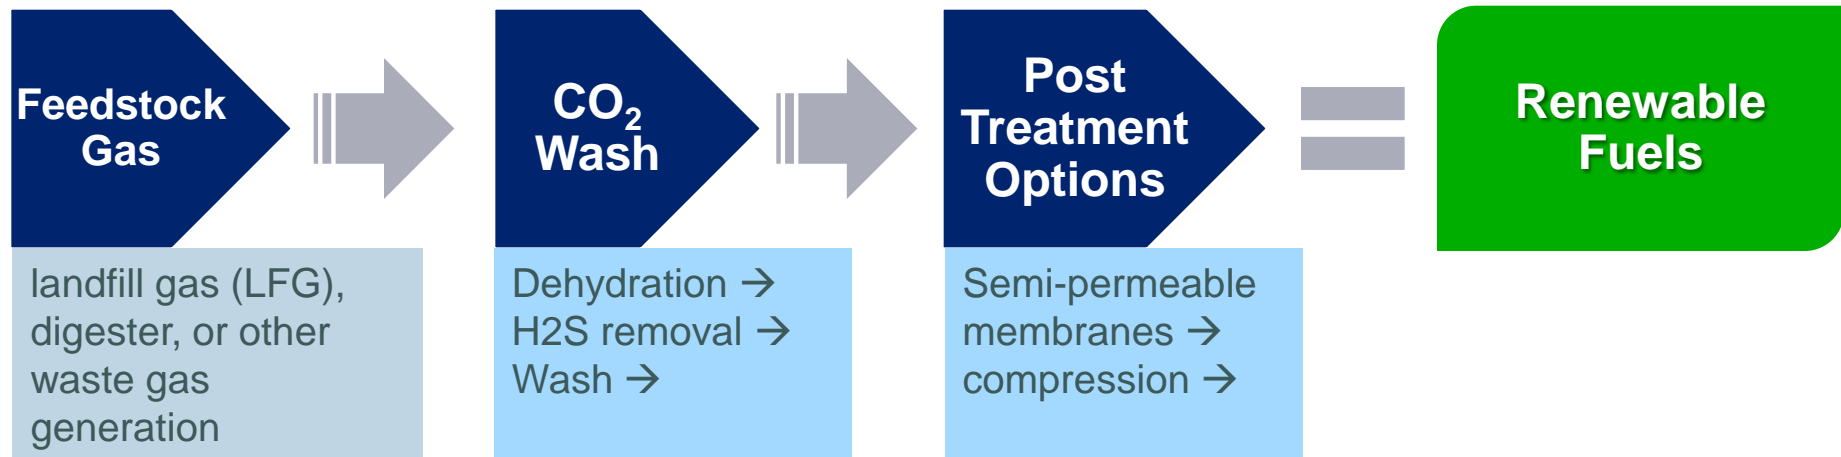 Feedstock
Gas
CO₂
Wash
Post
Treatment
Options
Renewable
Fuels
landfill gas (LFG),
digester, or other
waste gas
generation
Dehydration →
H2S removal →
Wash →
Semi-permeable
membranes →
compression →